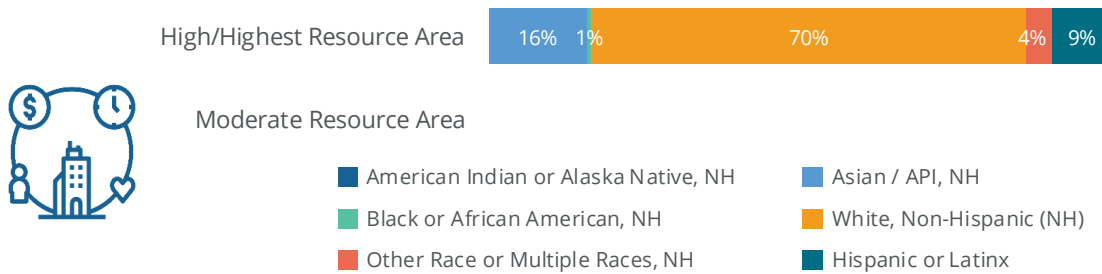 High/Highest Resource Area 16% 1% 70% 4% 9%
$
Moderate Resource Area
American Indian or Alaska Native, NH Asian / API, NH
Black or African American, NH White, Non-Hispanic (NH)
Other Race or Multiple Races, NH Hispanic or Latinx